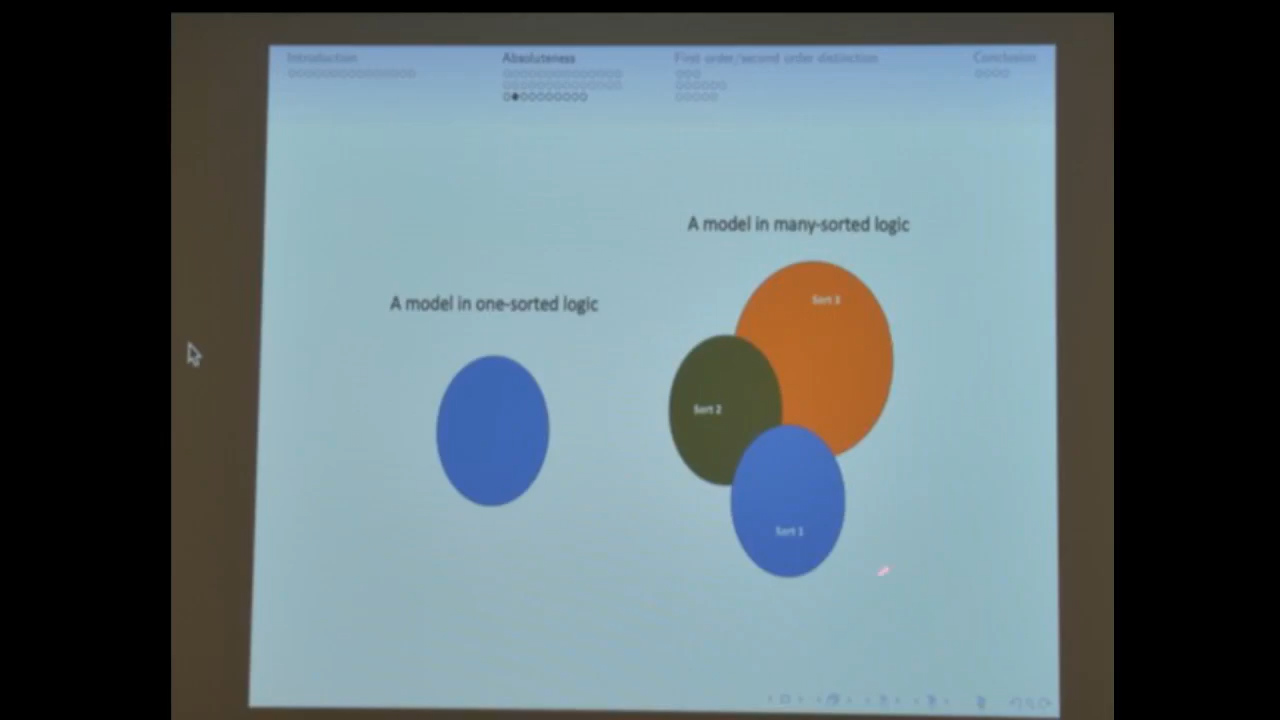 Introduction
Absoluteness
First order/second order distinction
Conclusion
A model in many-sorted logic
Sort 3
A model in one-sorted logic
Sort 2
Sort 1